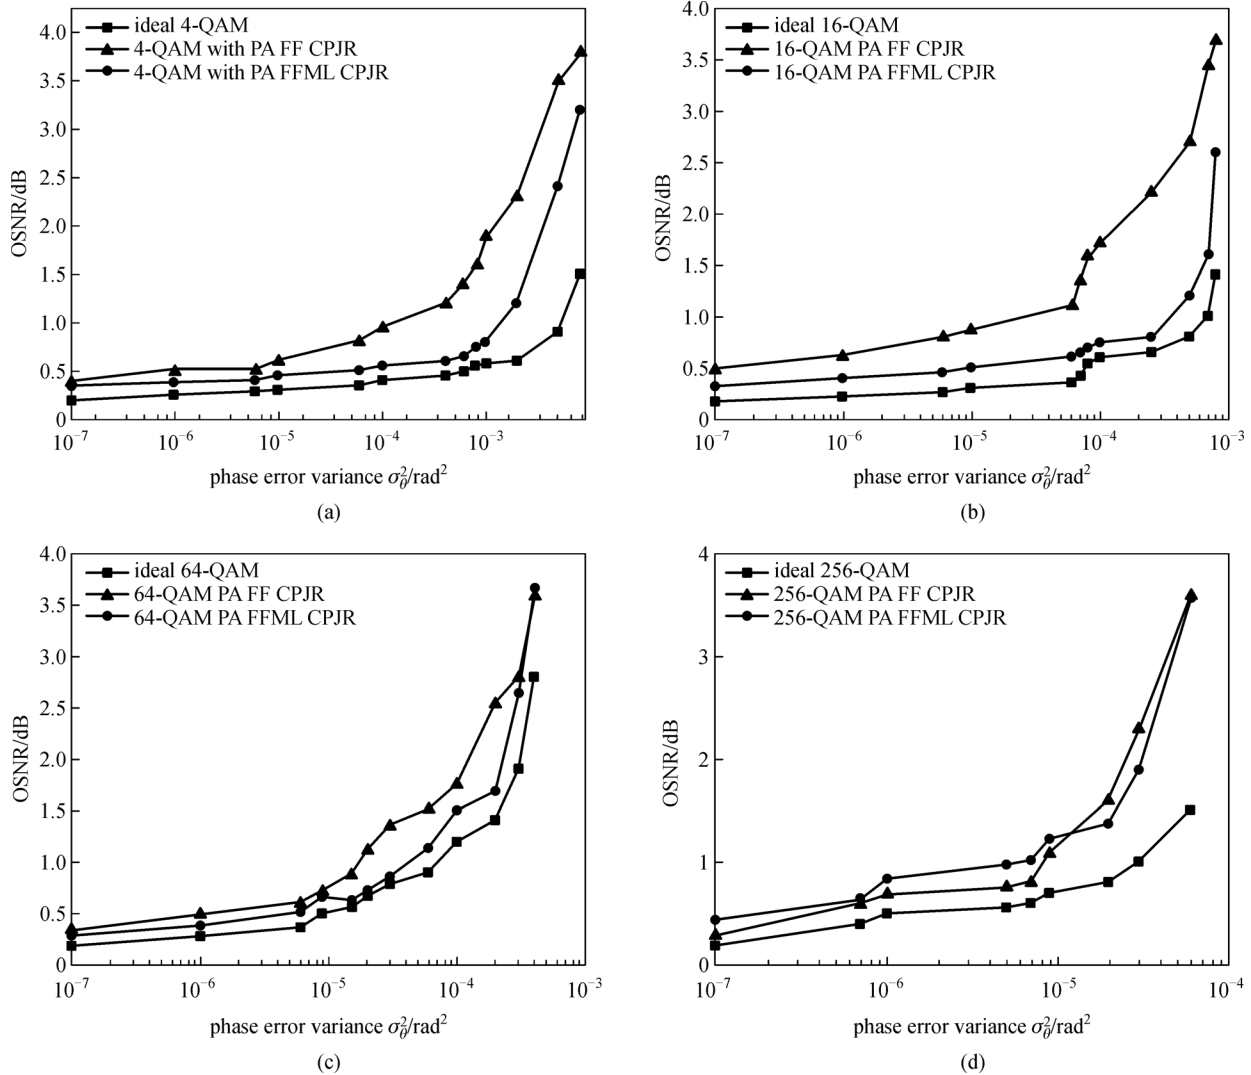 ideal 4-QAM
4-QAM with PA FF CPJR
4-QAM with PA FFML CPJR
4.0
3.5
3.0
2.5
2.0
1.5
1.0
0.5
0
OSNR/dB
10⁻⁷ 10⁻⁶ 10⁻⁵ 10⁻⁴ 10⁻³
phase error variance σ²θ/rad²
(a)
ideal 16-QAM
16-QAM PA FF CPJR
16-QAM PA FFML CPJR
4.0
3.5
3.0
2.5
2.0
1.5
1.0
0.5
0
OSNR/dB
10⁻⁷ 10⁻⁶ 10⁻⁵ 10⁻⁴ 10⁻³
phase error variance σ²θ/rad²
(b)
ideal 64-QAM
64-QAM PA FF CPJR
64-QAM PA FFML CPJR
4.0
3.5
3.0
2.5
2.0
1.5
1.0
0.5
0
OSNR/dB
10⁻⁷ 10⁻⁶ 10⁻⁵ 10⁻⁴ 10⁻³
phase error variance σ²θ/rad²
(c)
ideal 256-QAM
256-QAM PA FF CPJR
256-QAM PA FFML CPJR
4
3
2
1
0
OSNR/dB
10⁻⁷ 10⁻⁶ 10⁻⁵ 10⁻⁴
phase error variance σ²θ/rad²
(d)